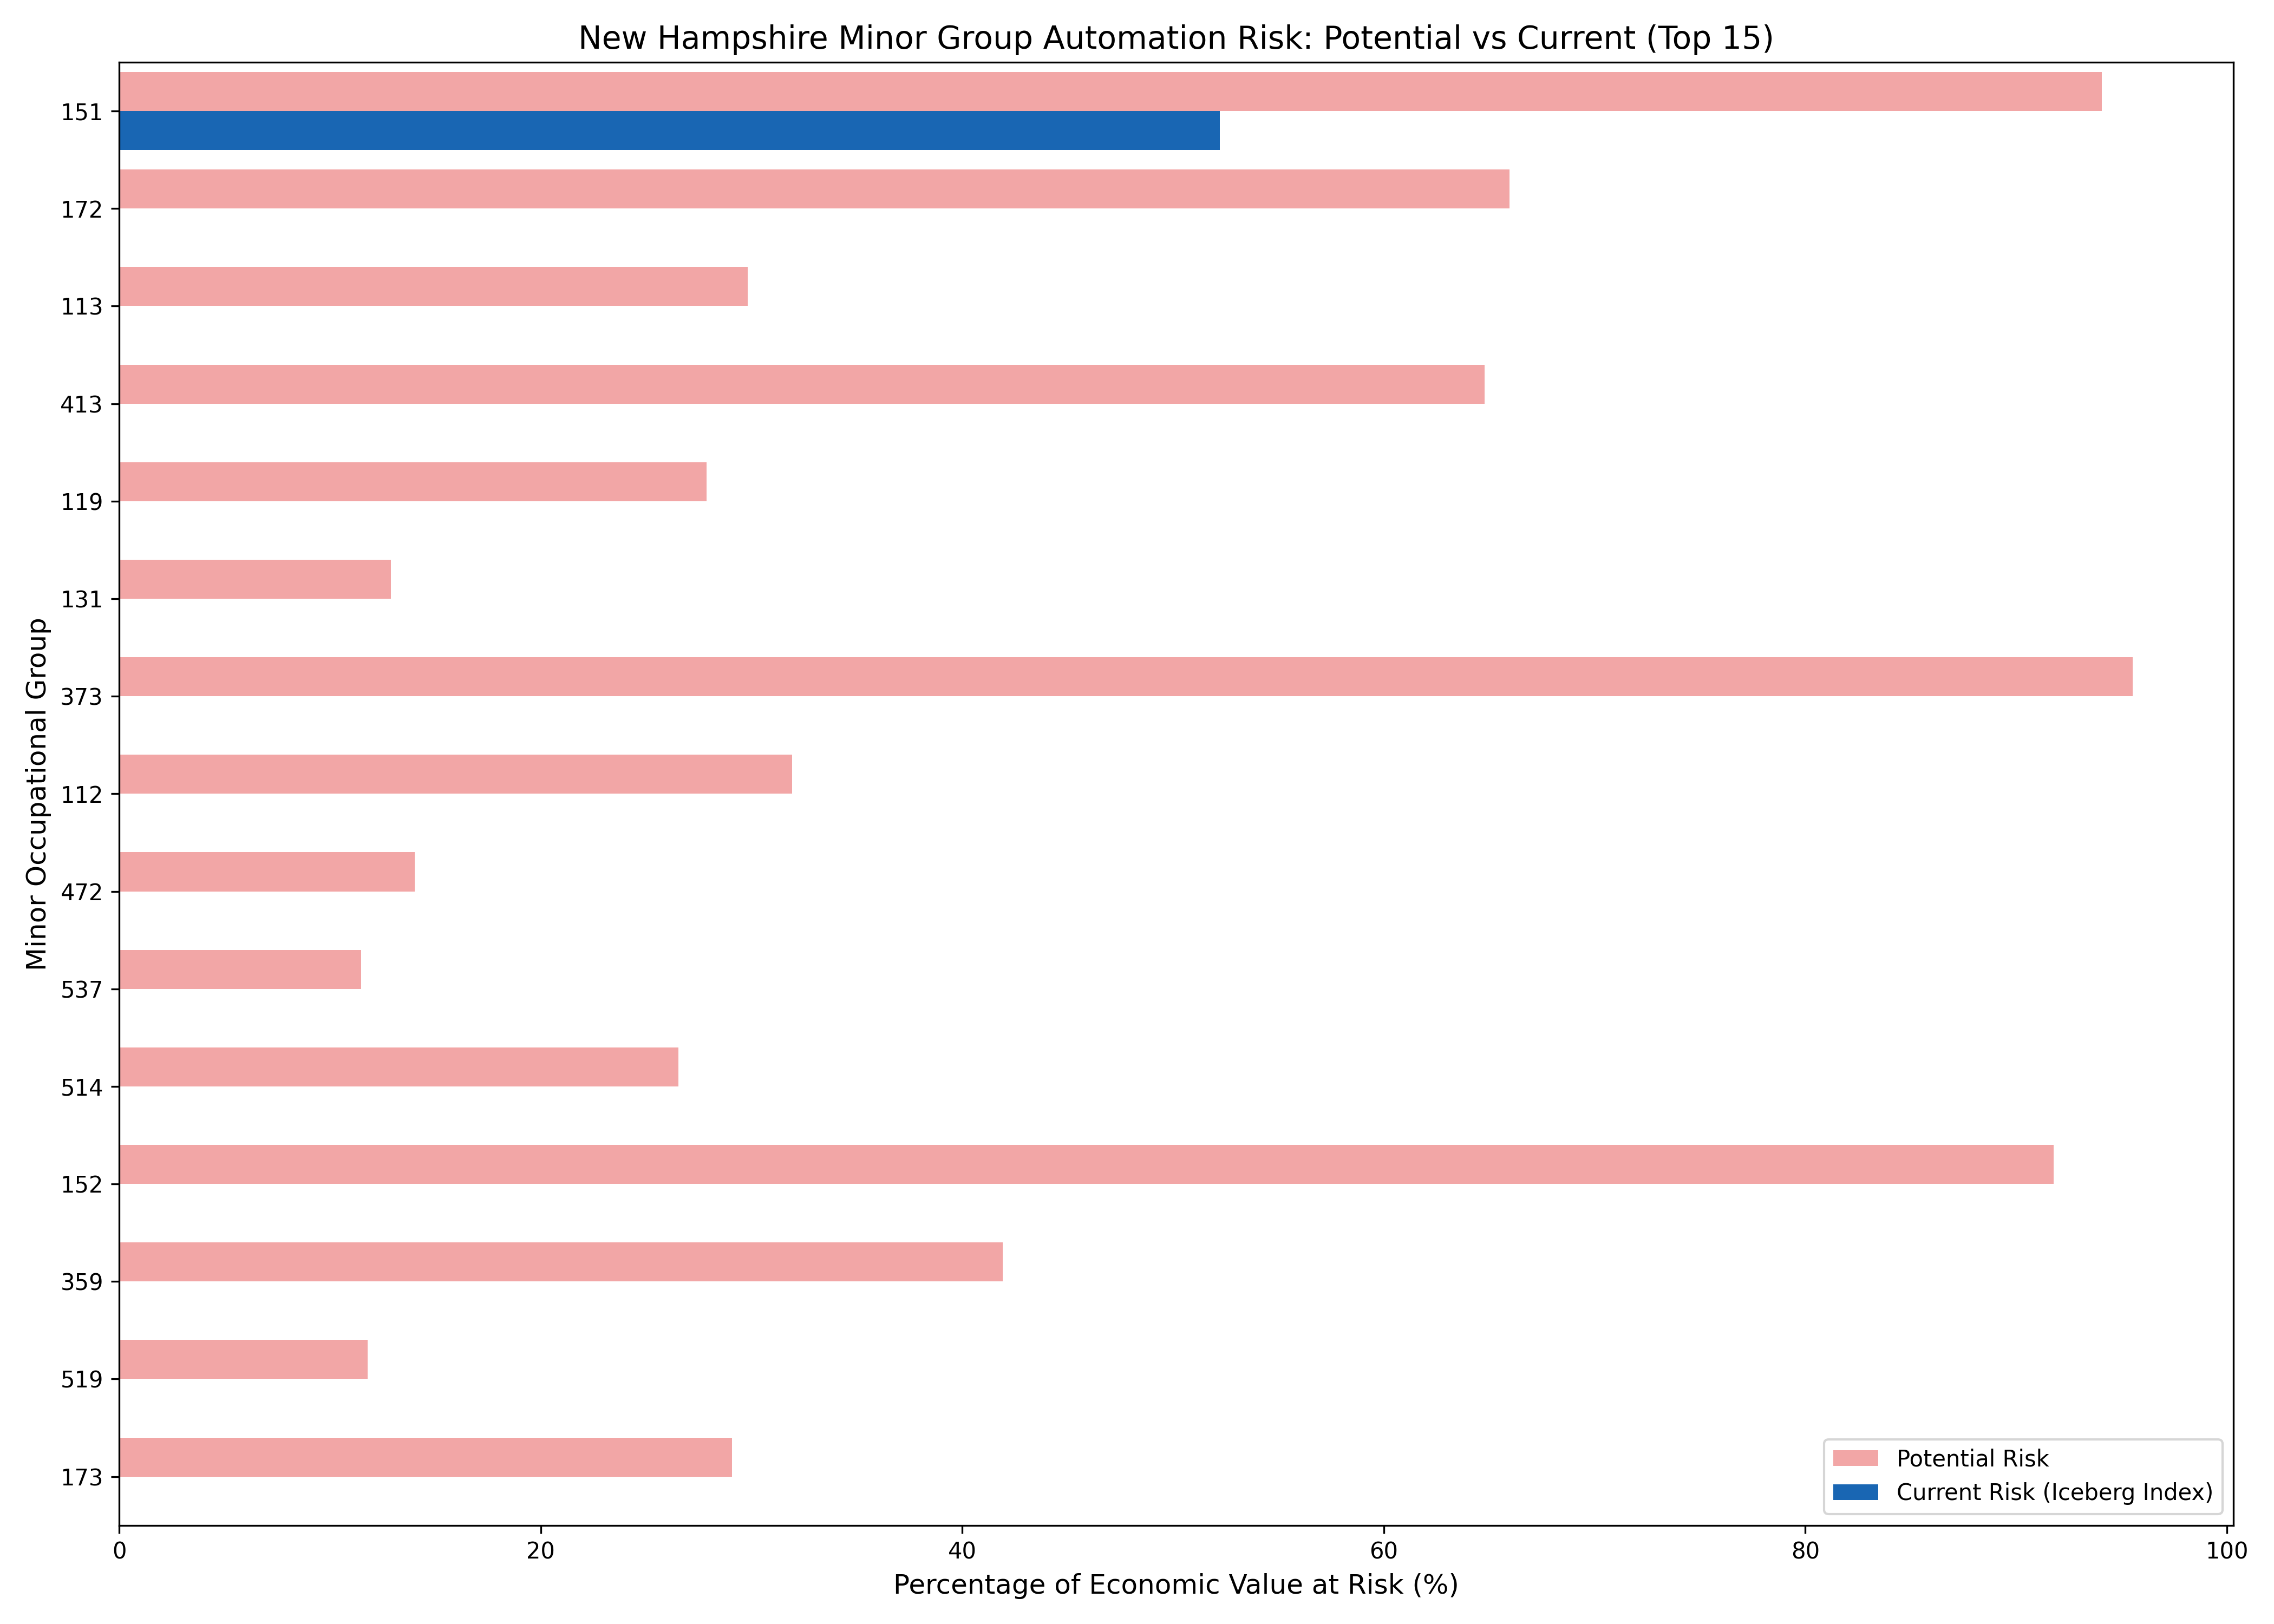 New Hampshire Minor Group Automation Risk: Potential vs Current (Top 15)
Minor Occupational Group
151
172
113
413
119
131
373
112
472
537
514
152
359
519
173
Potential Risk
Current Risk (Iceberg Index)
0 20 40 60 80 100
Percentage of Economic Value at Risk (%)